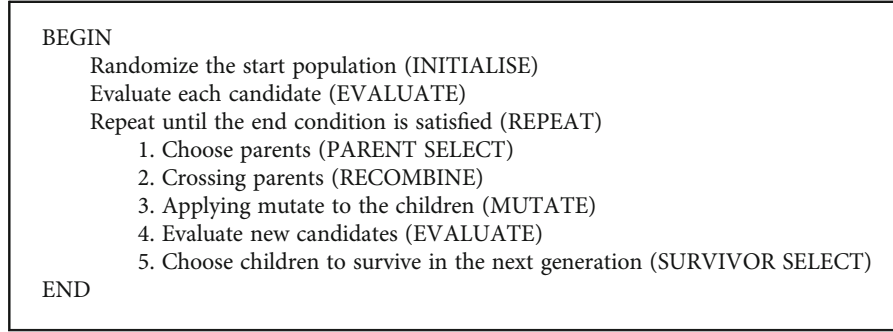 BEGIN
Randomize the start population (INITIALISE)
Evaluate each candidate (EVALUATE)
Repeat until the end condition is satisfied (REPEAT)
1. Choose parents (PARENT SELECT)
2. Crossing parents (RECOMBINE)
3. Applying mutate to the children (MUTATE)
4. Evaluate new candidates (EVALUATE)
5. Choose children to survive in the next generation (SURVIVOR SELECT)
END